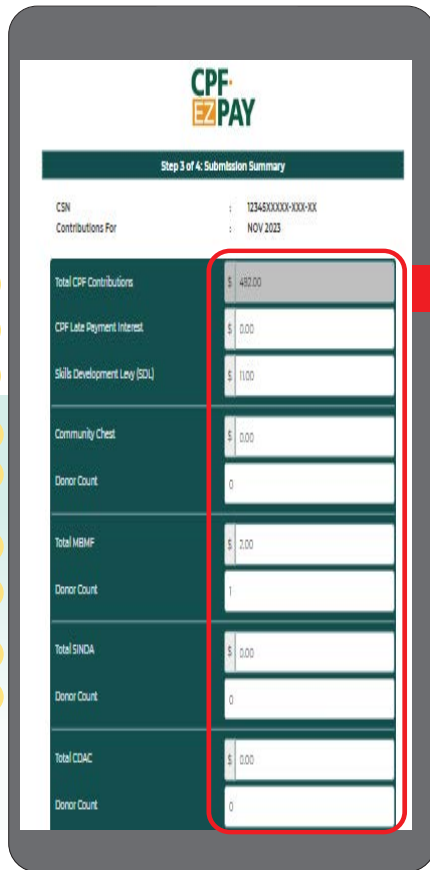 CPF
EZPAY
Step 3 of 4: Submission Summary
CSN : 12345XXXXX-XXX-XX
Contributions For : NOV 2023
Total CPF Contributions $ 492.00
CPF Late Payment Interest $ 0.00
Skills Development Levy (SDL) $ 11.00
Community Chest $ 0.00
Donor Count 0
Total MBMF $ 2.00
Donor Count 1
Total SINDA $ 0.00
Donor Count 0
Total CDAC $ 0.00
Donor Count 0